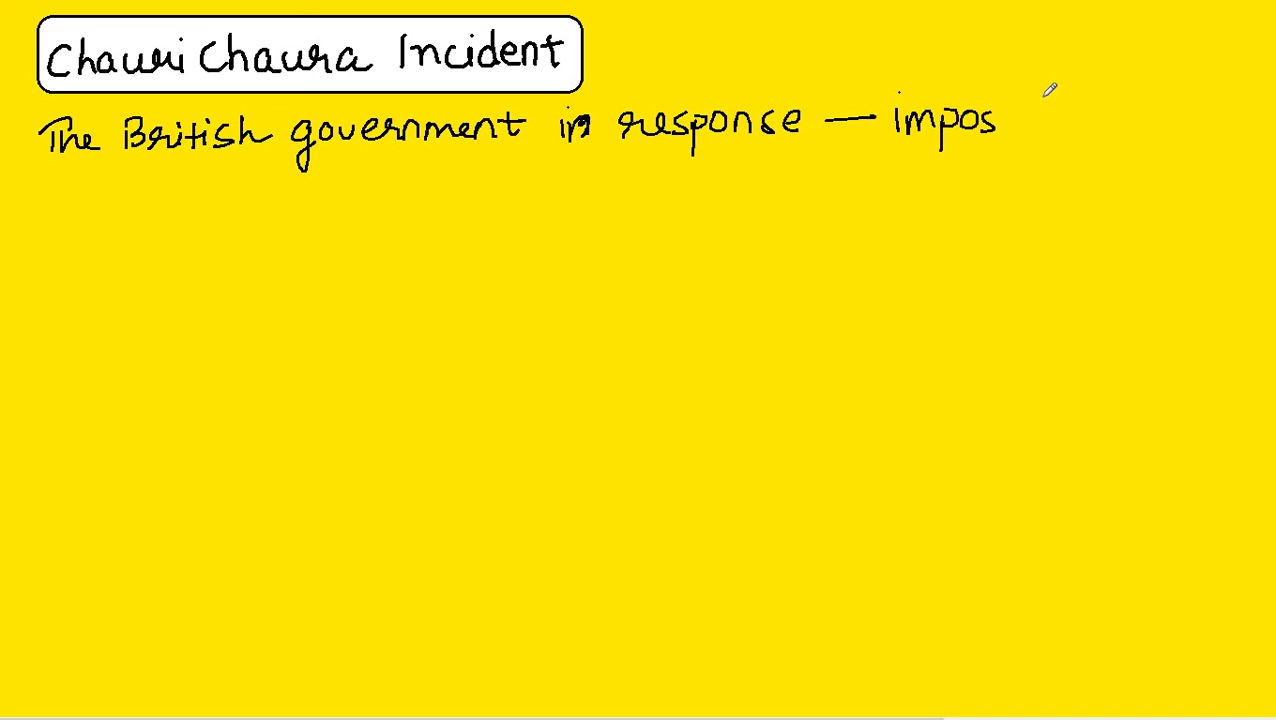 Chauri Chaura Incident
The British government in response — impos